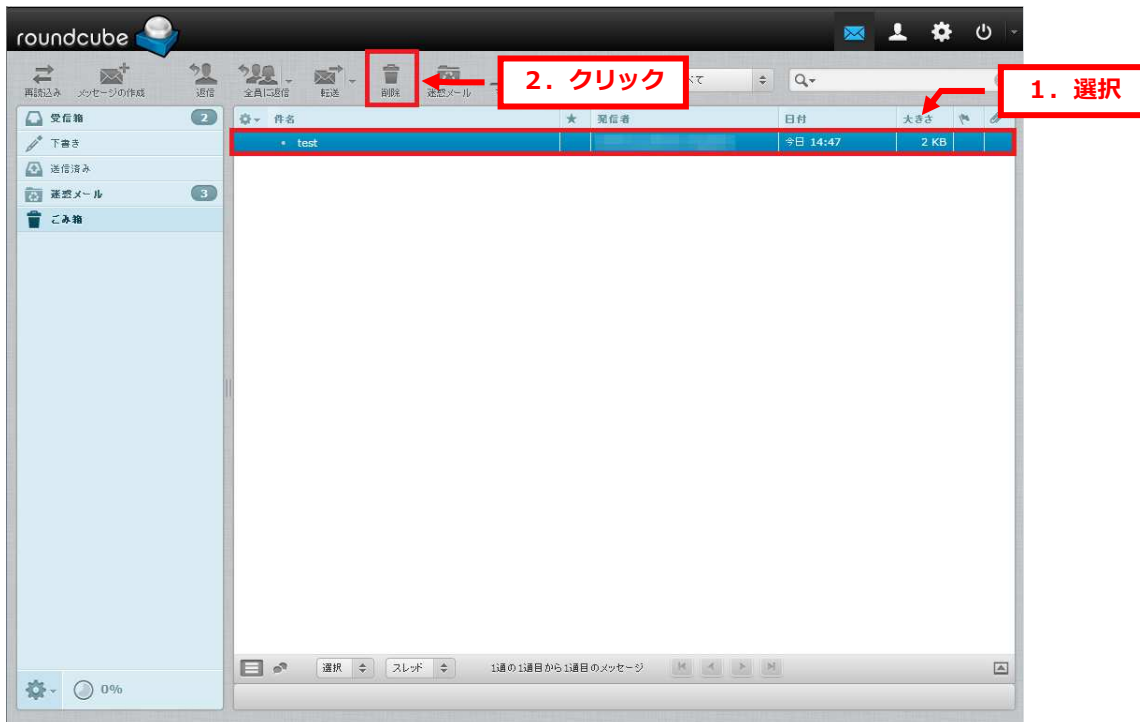 roundcube
再読込み メッセージの作成 返信 全員に返信 転送 削除 迷惑メール
2．クリック
1．選択
受信箱 2
下書き
送信済み
迷惑メール 3
ごみ箱
件名 ★ 発信者 日付 大きさ
• test 今日 14:47 2 KB
選択 スレッド 1通の1通目から1通目のメッセージ
0%